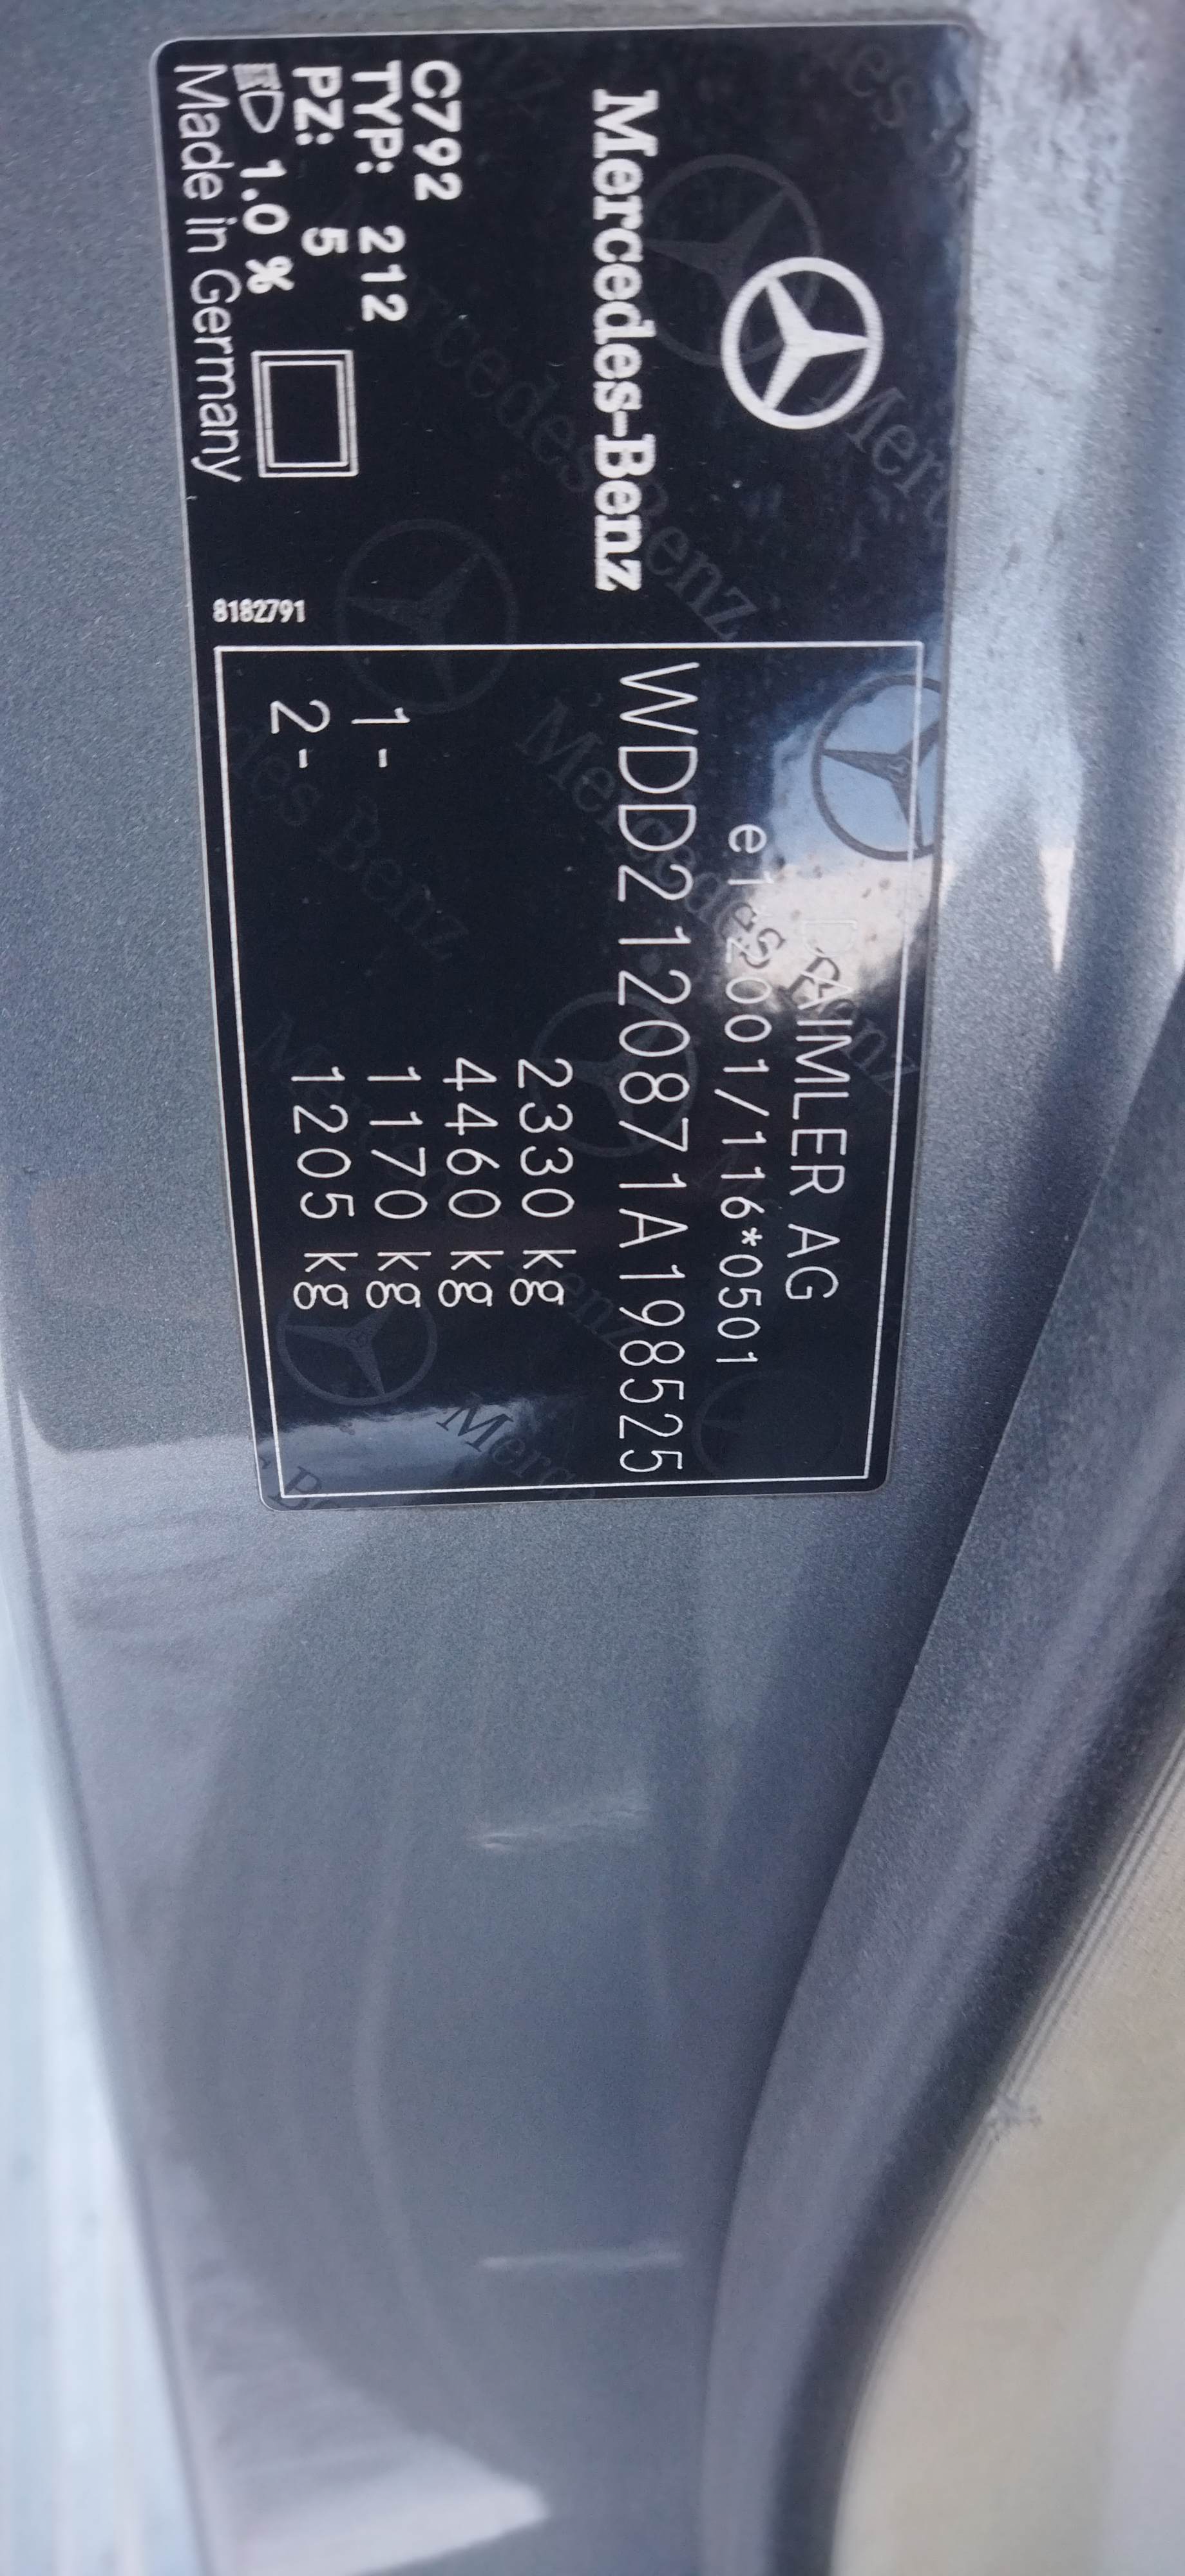 Mercedes-Benz
C792
TYP: 212
PZ: 5
1.0 %
Made in Germany
8182791
DAIMLER AG
e1*2001/116*0501
WDD2120871A198525
2330 kg
4460 kg
1- 1170 kg
2- 1205 kg